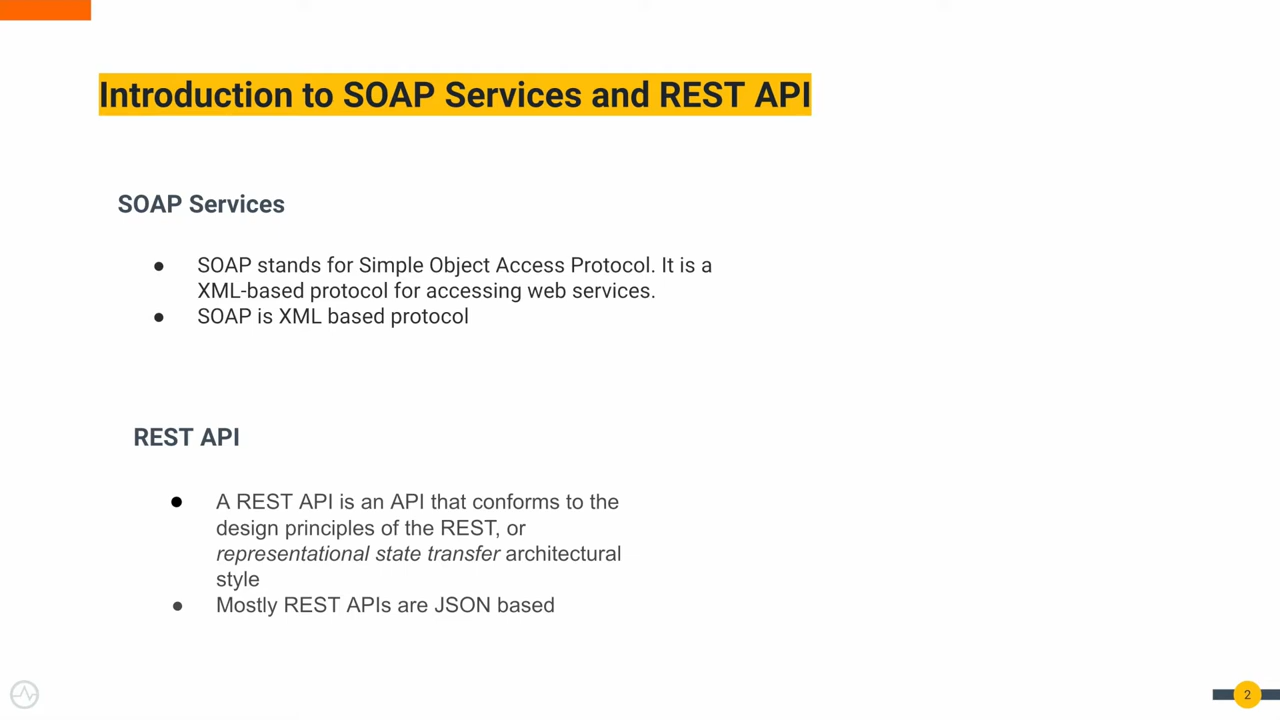 Introduction to SOAP Services and REST API
SOAP Services
● SOAP stands for Simple Object Access Protocol. It is a
XML-based protocol for accessing web services.
● SOAP is XML based protocol
REST API
● A REST API is an API that conforms to the
design principles of the REST, or
representational state transfer architectural
style
● Mostly REST APIs are JSON based
2